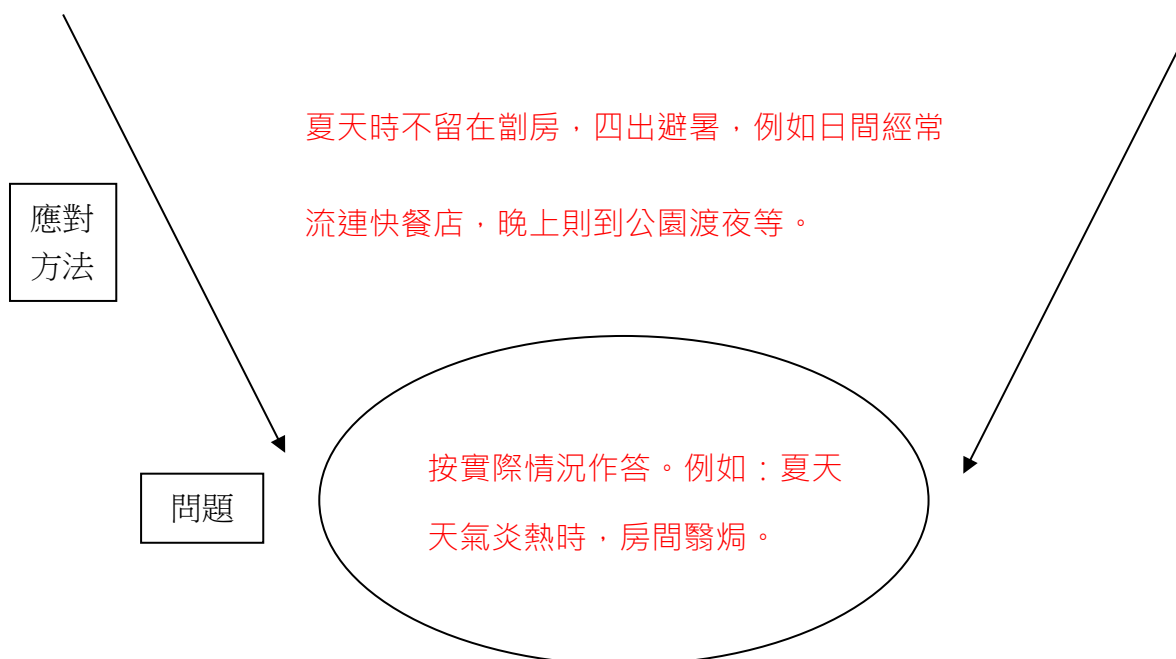 夏天時不留在劏房，四出避暑，例如日間經常
流連快餐店，晚上則到公園渡夜等。
應對
方法
按實際情況作答。例如：夏天
天氣炎熱時，房間翳焗。
問題